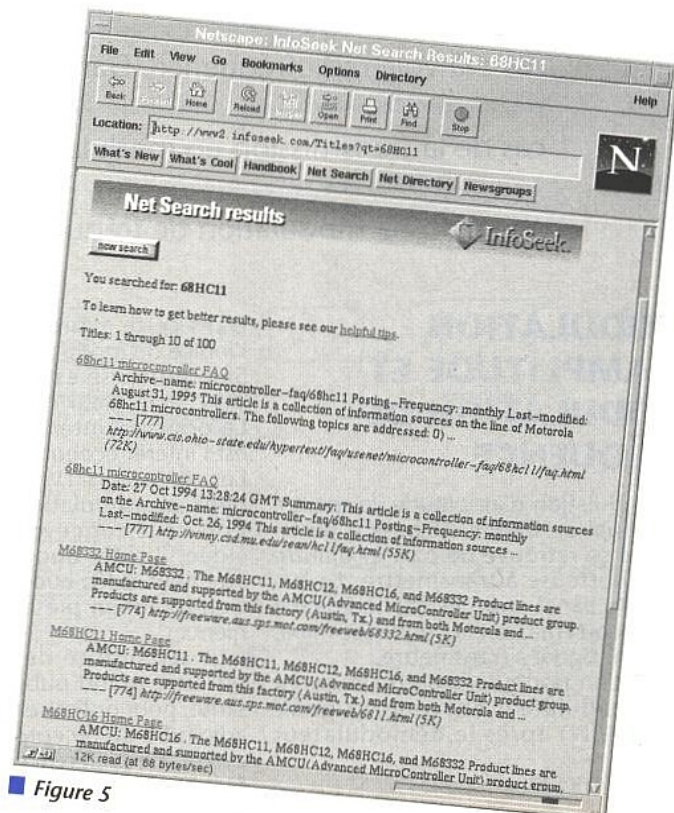 Netscape: InfoSeek Net Search Results: 68HC11
File Edit View Go Bookmarks Options Directory Help
Back Home Reload Open Print Find Stop
Location: http://www2.infoseek.com/Titles?qt=68HC11
N
What's New What's Cool Handbook Net Search Net Directory Newsgroups
Net Search results InfoSeek.
new search
You searched for: 68HC11
To learn how to get better results, please see our helpful tips.
Titles: 1 through 10 of 100
68hc11 microcontroller FAQ
Archive-name: microcontroller-faq/68hc11 Posting-Frequency: monthly Last-modified:
August 31, 1995 This article is a collection of information sources on the line of Motorola
68hc11 microcontrollers. The following topics are addressed: 0) ...
--- [777]
http://www.cis.ohio-state.edu/hypertext/faq/usenet/microcontroller-faq/68hc11/faq.html
(72K)
68hc11 microcontroller FAQ
Date: 27 Oct 1994 13:28:24 GMT Summary: This article is a collection of information sources
on the Archive-name: microcontroller-faq/68hc11 Posting-Frequency: monthly
Last-modified: Oct. 26, 1994 This article is a collection of information sources ...
--- [777] http://vinny.csd.mu.edu/sean/hc11/faq.html (55K)
M68332 Home Page
AMCU: M68332 . The M68HC11, M68HC12, M68HC16, and M68332 Product lines are
manufactured and supported by the AMCU(Advanced MicroController Unit) product group.
Products are supported from this factory (Austin, Tx.) and from both Motorola and ...
--- [774] http://freeware.aus.sps.mot.com/freeweb/68332.html (5K)
M68HC11 Home Page
AMCU: M68HC11 . The M68HC11, M68HC12, M68HC16, and M68332 Product lines are
manufactured and supported by the AMCU(Advanced MicroController Unit) product group.
Products are supported from this factory (Austin, Tx.) and from both Motorola and ...
--- [774] http://freeware.aus.sps.mot.com/freeweb/6811.html (5K)
M68HC16 Home Page
AMCU: M68HC16 . The M68HC11, M68HC12, M68HC16, and M68332 Product lines are
manufactured and supported by the AMCU(Advanced MicroController Unit) product group.
12K read (at 68 bytes/sec)
Figure 5